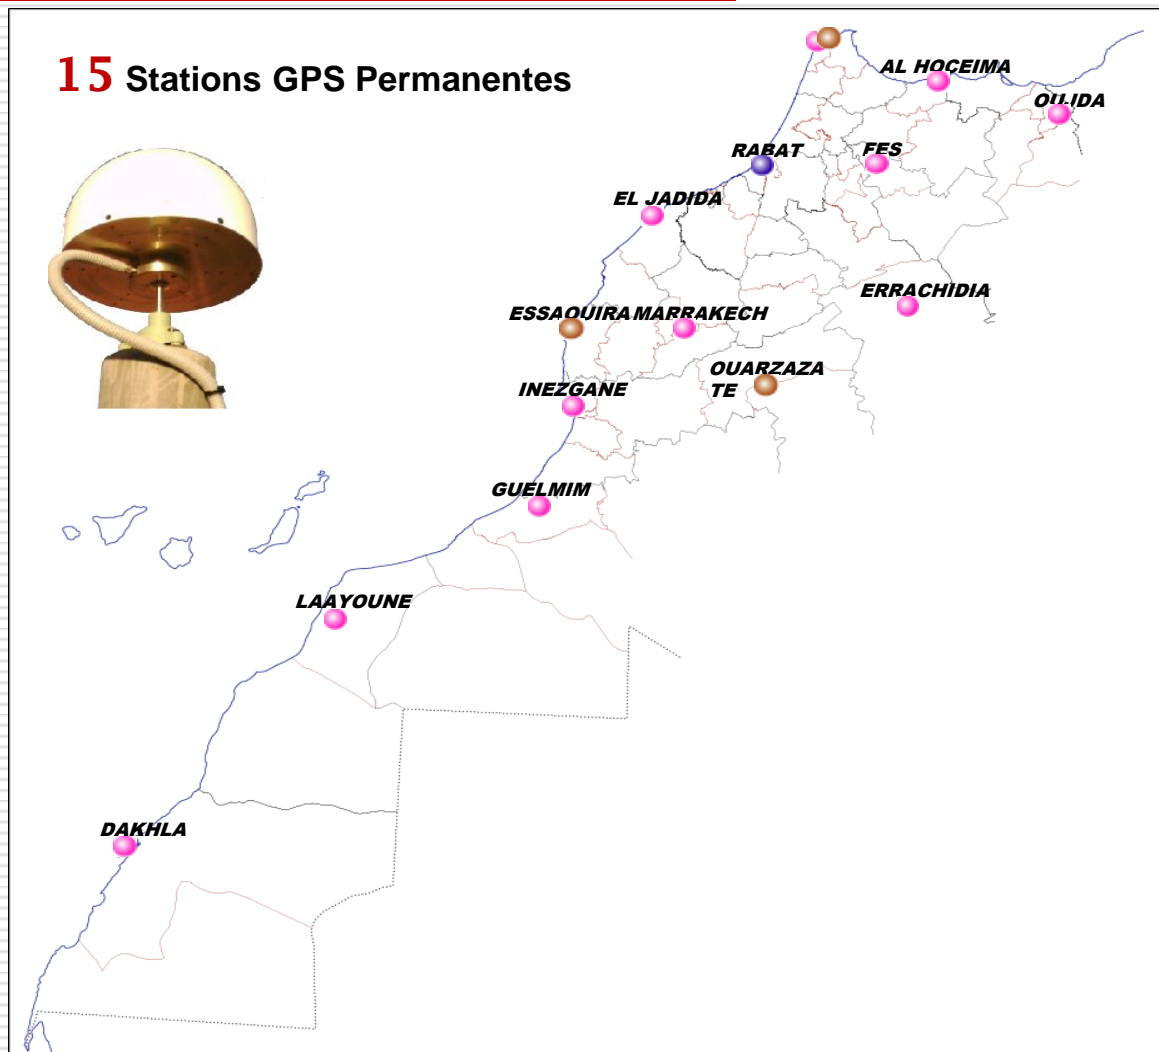 15 Stations GPS Permanentes
AL HOCEIMA
OUJDA
RABAT
FES
EL JADIDA
ERRACHIDIA
ESSAOUIRA
MARRAKECH
OUARZAZA
TE
INEZGANE
GUELMIM
LAAYOUNE
DAKHLA